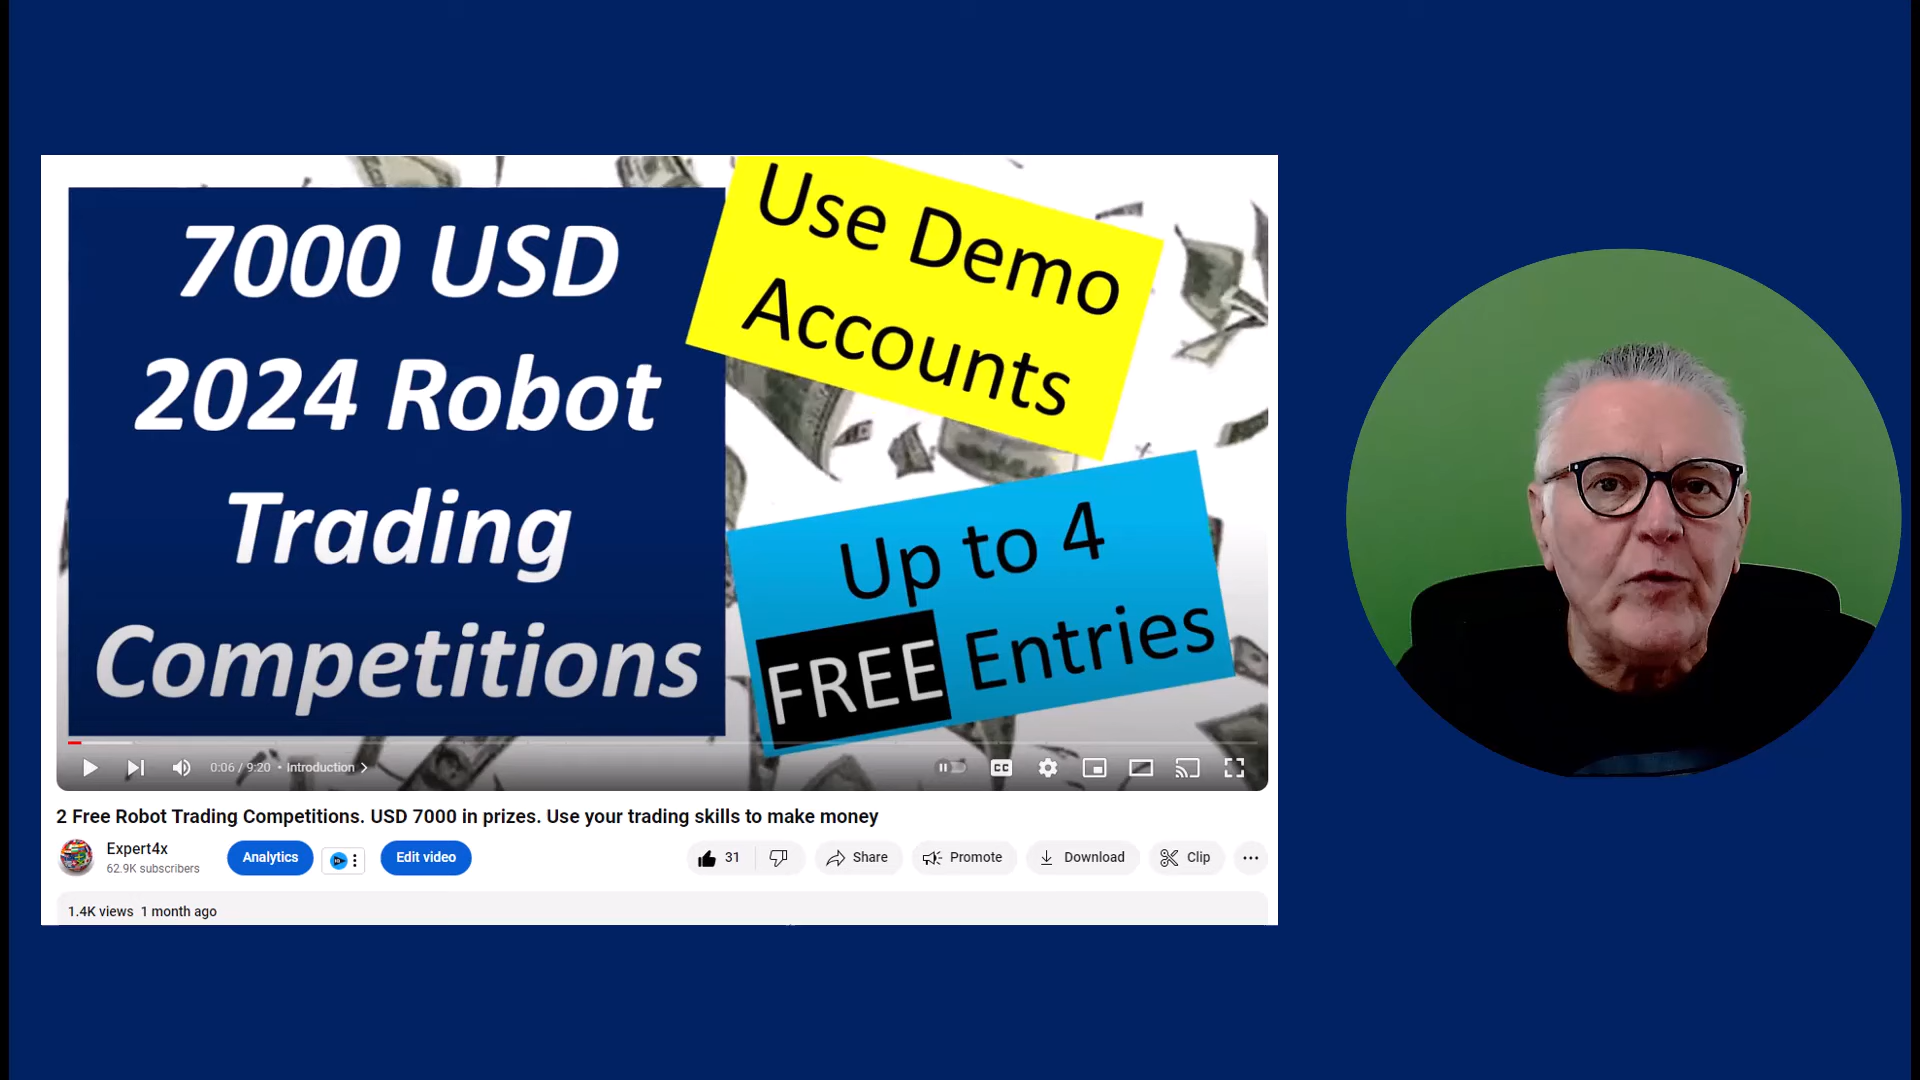 7000 USD
2024 Robot
Trading
Competitions
Use Demo
Accounts
Up to 4
FREE Entries
0:06 / 9:20 • Introduction
CC
2 Free Robot Trading Competitions. USD 7000 in prizes. Use your trading skills to make money
Expert4x
62.9K subscribers
Analytics
Edit video
31
Share
Promote
Download
Clip
1.4K views 1 month ago